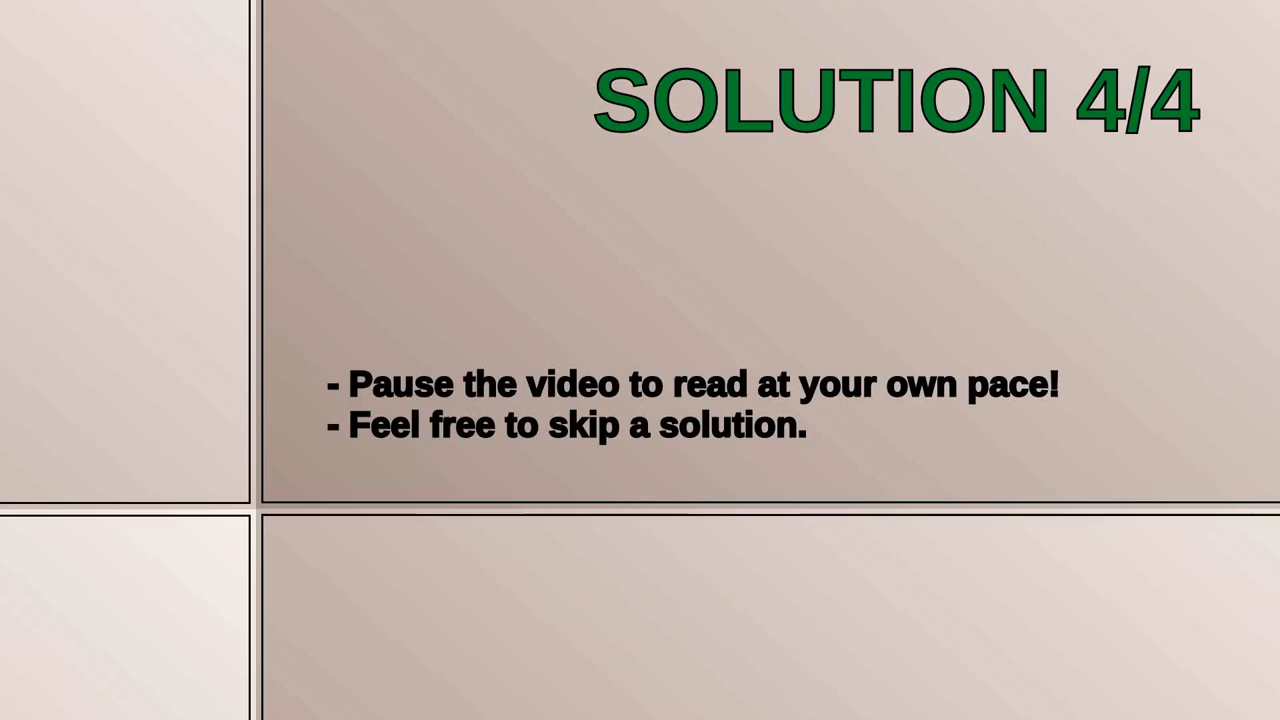 SOLUTION 4/4
- Pause the video to read at your own pace!
- Feel free to skip a solution.